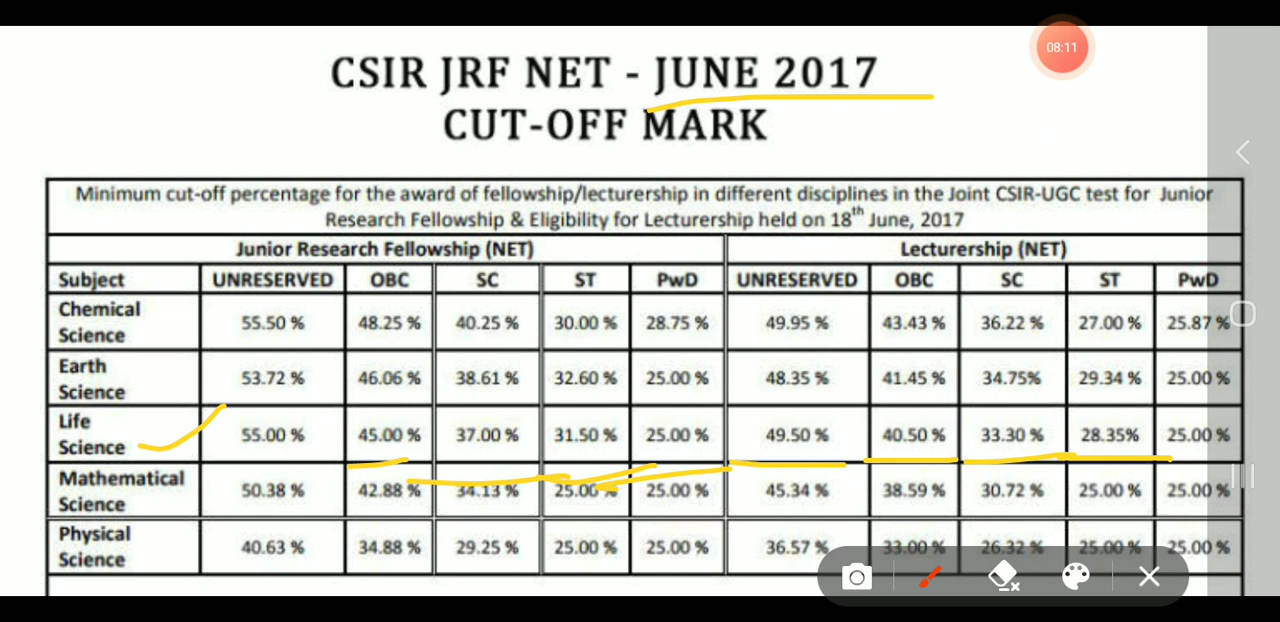 08:11
CSIR JRF NET - JUNE 2017
CUT-OFF MARK
Minimum cut-off percentage for the award of fellowship/lecturership in different disciplines in the Joint CSIR-UGC test for Junior
Research Fellowship & Eligibility for Lecturership held on 18th June, 2017
Junior Research Fellowship (NET) Lecturership (NET)
Subject UNRESERVED OBC SC ST PwD UNRESERVED OBC SC ST PwD
Chemical
Science 55.50 % 48.25 % 40.25 % 30.00 % 28.75 % 49.95 % 43.43 % 36.22 % 27.00 % 25.87 %
Earth
Science 53.72 % 46.06 % 38.61 % 32.60 % 25.00 % 48.35 % 41.45 % 34.75% 29.34 % 25.00 %
Life
Science 55.00 % 45.00 % 37.00 % 31.50 % 25.00 % 49.50 % 40.50 % 33.30 % 28.35% 25.00 %
Mathematical
Science 50.38 % 42.88 % 34.13 % 25.00 % 25.00 % 45.34 % 38.59 % 30.72 % 25.00 % 25.00 %
Physical
Science 40.63 % 34.88 % 29.25 % 25.00 % 25.00 % 36.57 % 33.00 % 26.32 % 25.00 % 25.00 %